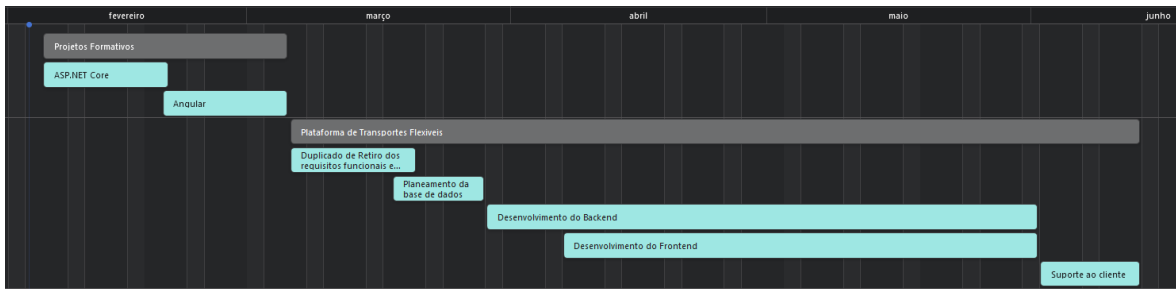 fevereiro março abril maio junho
Projetos Formativos
ASP.NET Core
Angular
Plataforma de Transportes Flexiveis
Duplicado de Retiro dos
requisitos funcionais e...
Planeamento da
base de dados
Desenvolvimento do Backend
Desenvolvimento do Frontend
Suporte ao cliente